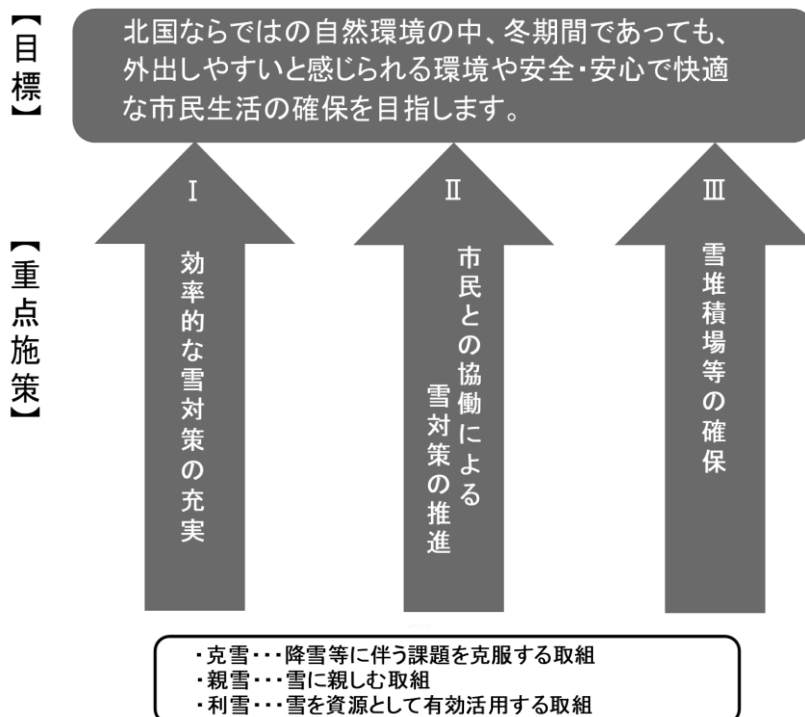 【目標】
北国ならではの自然環境の中、冬期間であっても、
外出しやすいと感じられる環境や安全・安心で快適
な市民生活の確保を目指します。
【重点施策】
Ⅰ
効率的な雪対策の充実
Ⅱ
市民との協働による
雪対策の推進
Ⅲ
雪堆積場等の確保
・克雪・・・降雪等に伴う課題を克服する取組
・親雪・・・雪に親しむ取組
・利雪・・・雪を資源として有効活用する取組